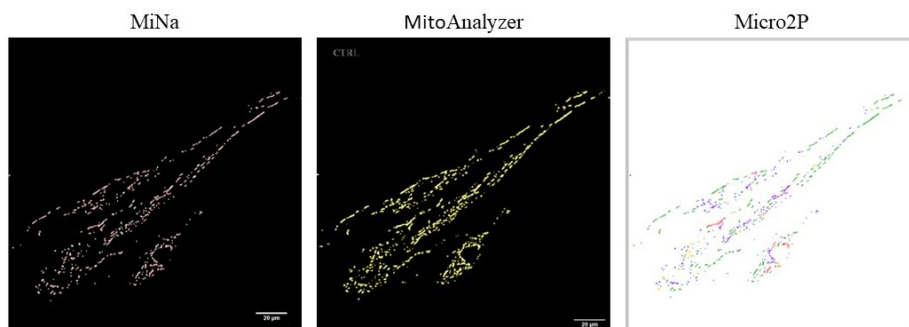 MiNa
MitoAnalyzer
Micro2P
CTRL
20 µm
20 µm